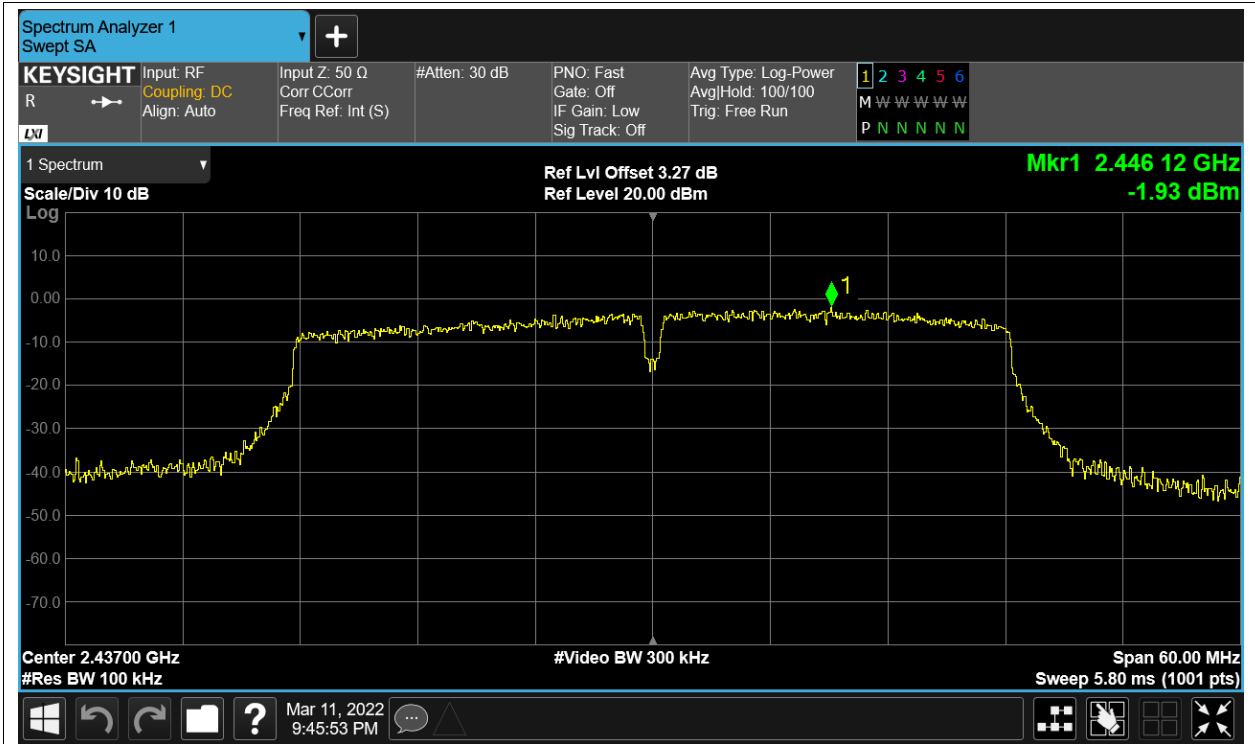 Spectrum Analyzer 1
Swept SA
KEYSIGHT
R
LXI
Input: RF
Coupling: DC
Align: Auto
Input Z: 50 Ω
Corr CCorr
Freq Ref: Int (S)
#Atten: 30 dB
PNO: Fast
Gate: Off
IF Gain: Low
Sig Track: Off
Avg Type: Log-Power
Avg|Hold: 100/100
Trig: Free Run
1 2 3 4 5 6
M W W W W W
P N N N N N
1 Spectrum
Scale/Div 10 dB
Log
Ref Lvl Offset 3.27 dB
Ref Level 20.00 dBm
Mkr1 2.446 12 GHz
-1.93 dBm
10.0
0.00
-10.0
-20.0
-30.0
-40.0
-50.0
-60.0
-70.0
1
Center 2.43700 GHz
#Res BW 100 kHz
#Video BW 300 kHz
Span 60.00 MHz
Sweep 5.80 ms (1001 pts)
?
Mar 11, 2022
9:45:53 PM